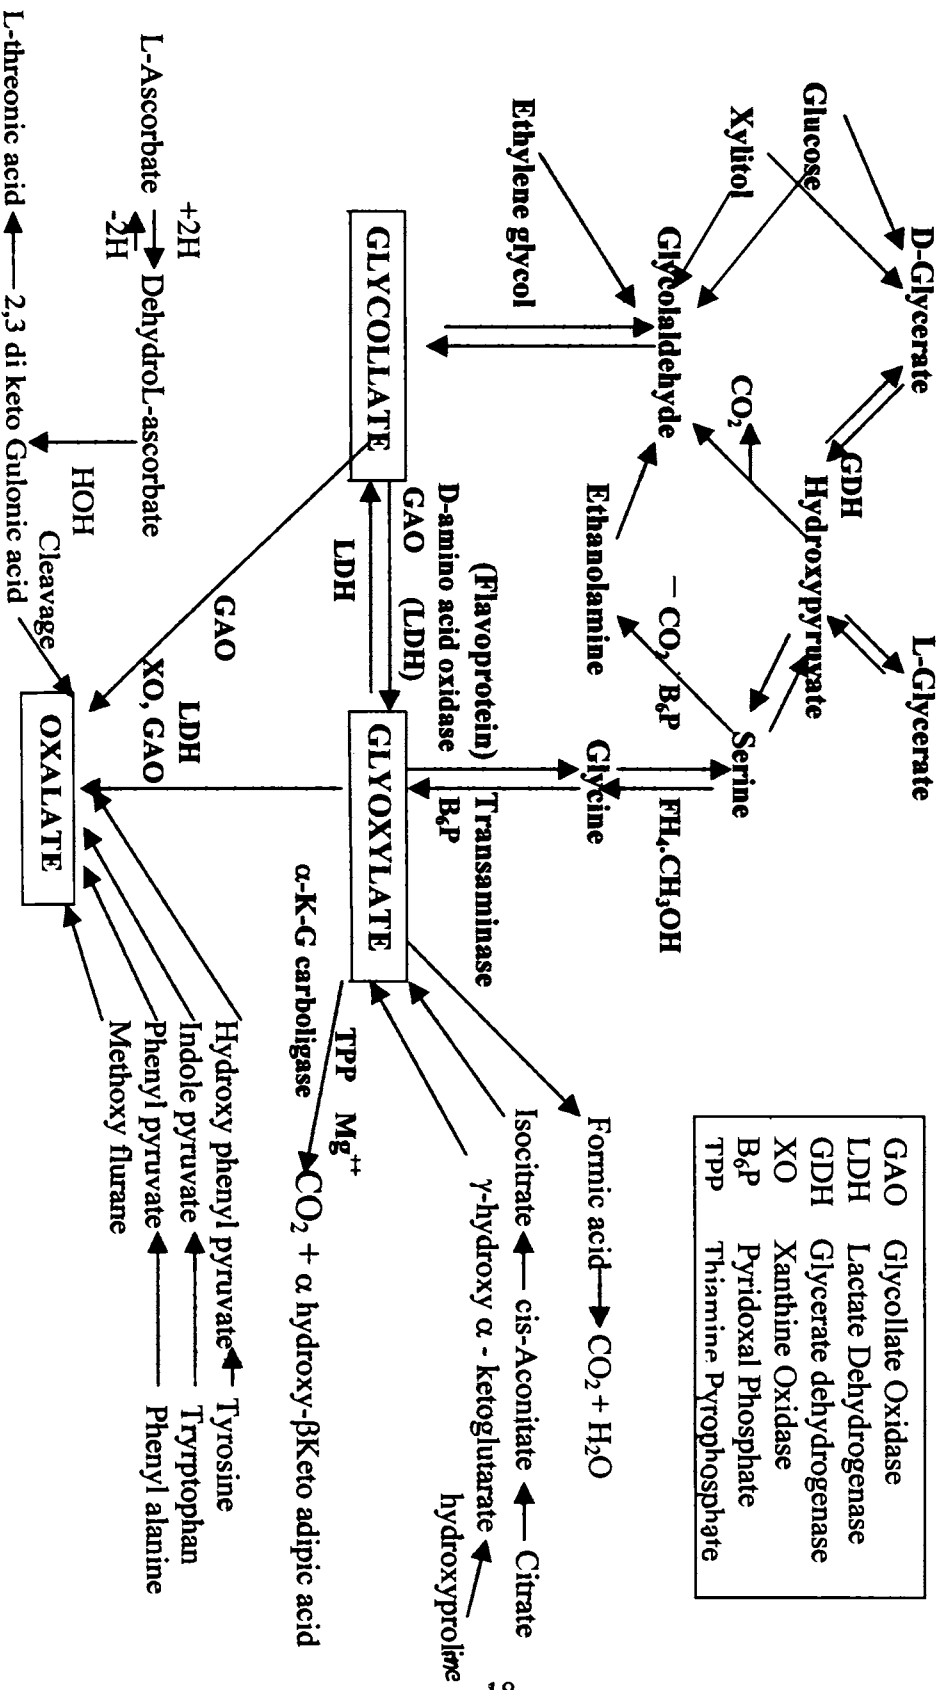 D-Glycerate
L-Glycerate
GDH
Glucose
Hydroxypyruvate
Xylitol
CO₂
Serine
Glycolaldehyde
– CO₂ B₆P
FH₄.CH₃OH
Ethanolamine
Glycine
Ethylene glycol
(Flavoprotein)
Transaminase
D-amino acid oxidase
B₆P
GAO (LDH)
GLYCOLLATE
GLYOXYLATE
LDH
GAO Glycollate Oxidase
LDH Lactate Dehydrogenase
GDH Glycerate dehydrogenase
XO Xanthine Oxidase
B₆P Pyridoxal Phosphate
TPP Thiamine Pyrophosphate
Formic acid CO₂ + H₂O
Isocitrate cis-Aconitate Citrate
γ-hydroxy α - ketoglutarate
hydroxyproline
TPP Mg⁺⁺
α-K-G carboligase
CO₂ + α hydroxy-βKeto adipic acid
GAO
LDH
XO, GAO
+2H
L-Ascorbate DehydroL-ascorbate
-2H
HOH
Cleavage
L-threonic acid 2,3 di keto Gulonic acid
OXALATE
Hydroxy phenyl pyruvate Tyrosine
Indole pyruvate Tryrptophan
Phenyl pyruvate Phenyl alanine
Methoxy flurane